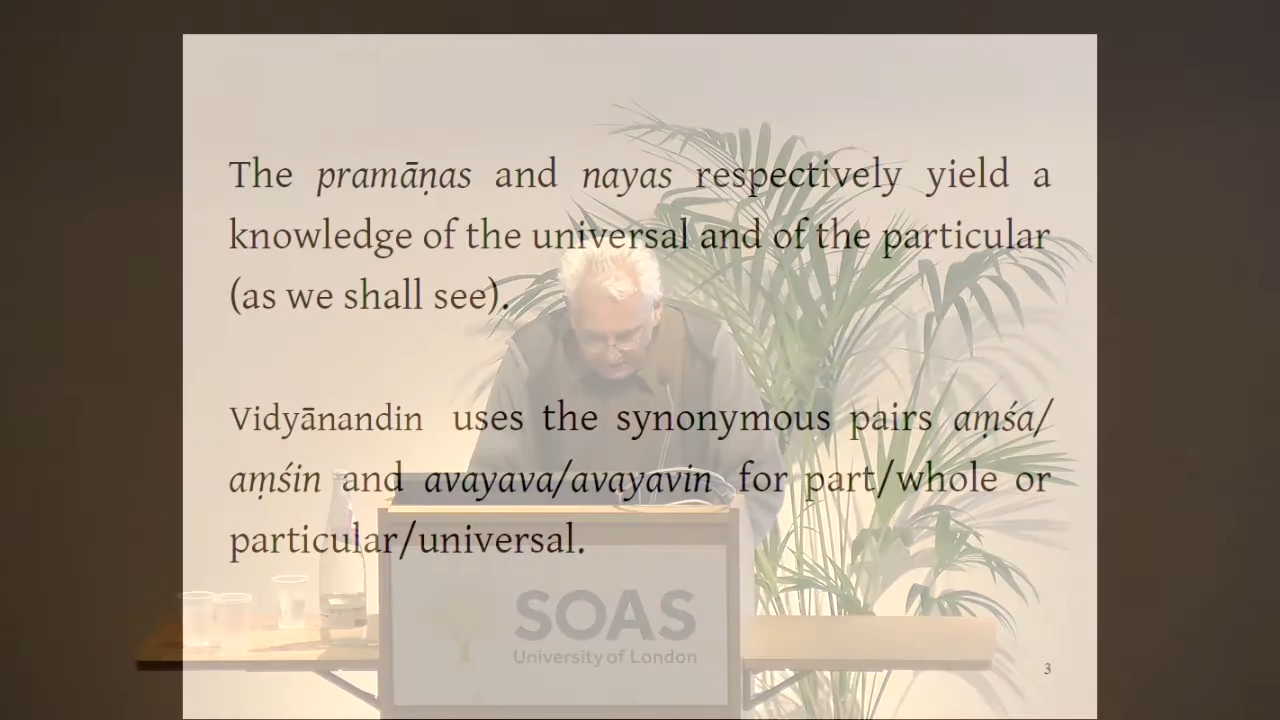 The pramāṇas and nayas respectively yield a
knowledge of the universal and of the particular
(as we shall see).
Vidyānandin uses the synonymous pairs aṃśa/
aṃśin and avayava/avayavin for part/whole or
particular/universal.
SOAS
University of London
3